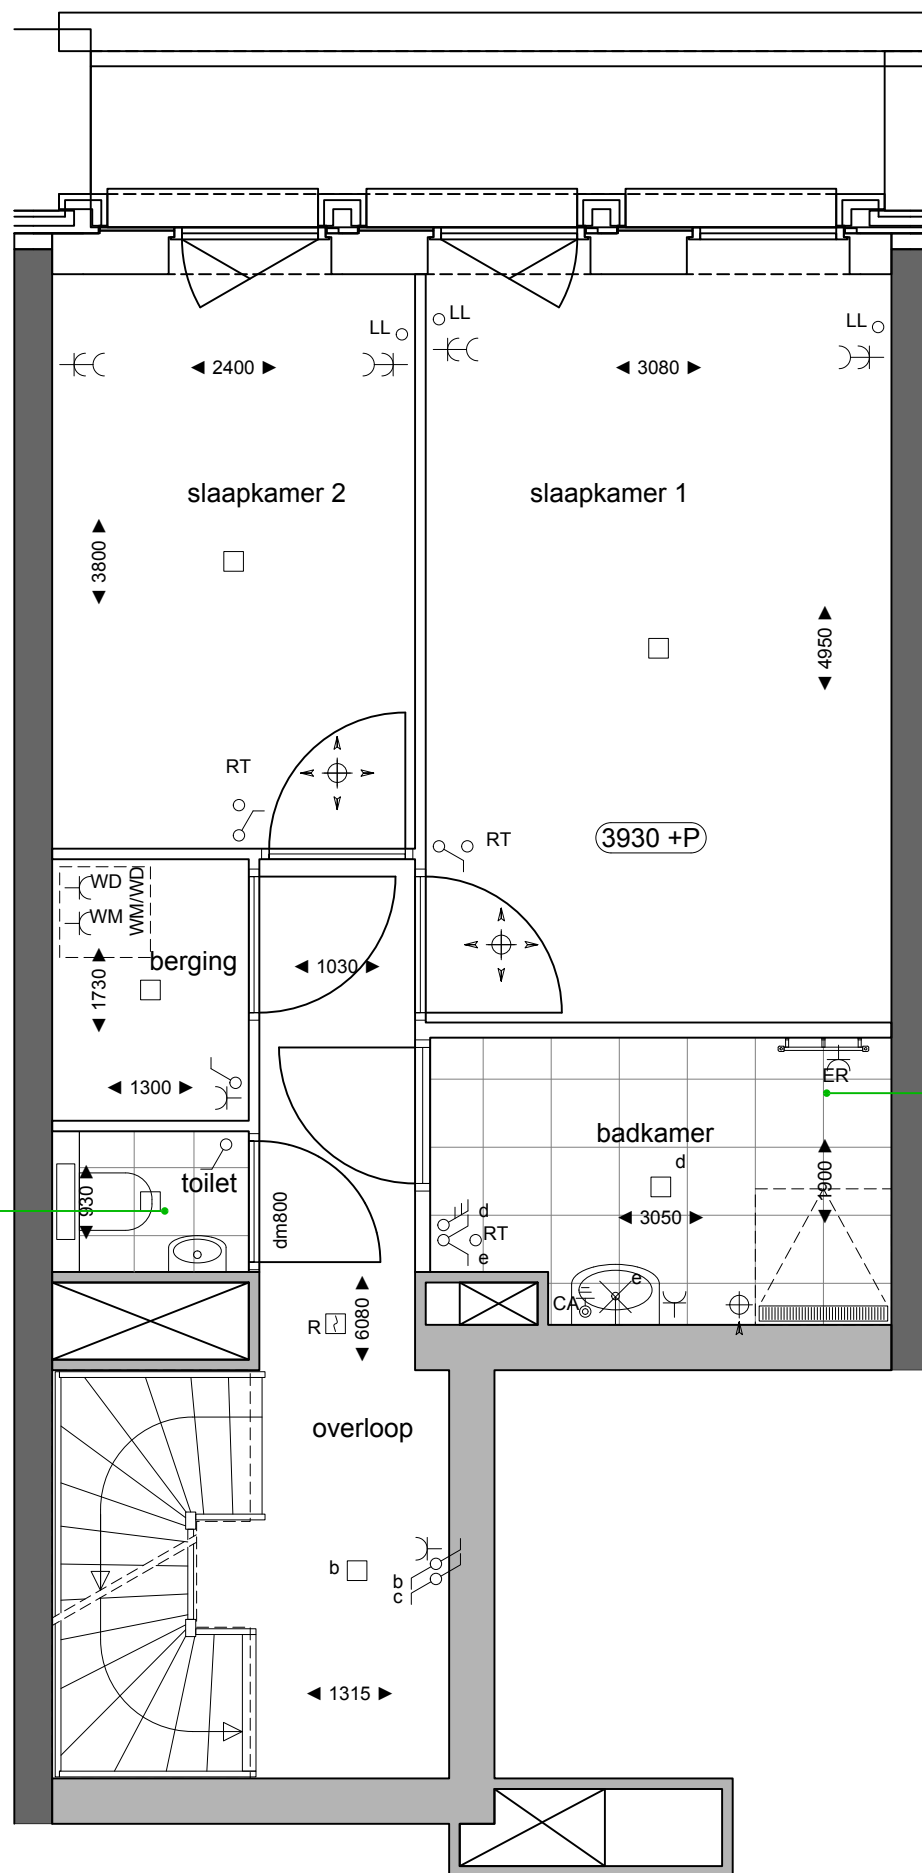 LL
LL
LL
2400
3080
slaapkamer 2
slaapkamer 1
3800
4950
RT
RT
3930 +P
WD
WM
WM/WD
berging
1730
1030
1300
ER
badkamer
d
toilet
930
dm800
1900
3050
d
RT
e
e
CA
R
6080
overloop
b
b
c
1315